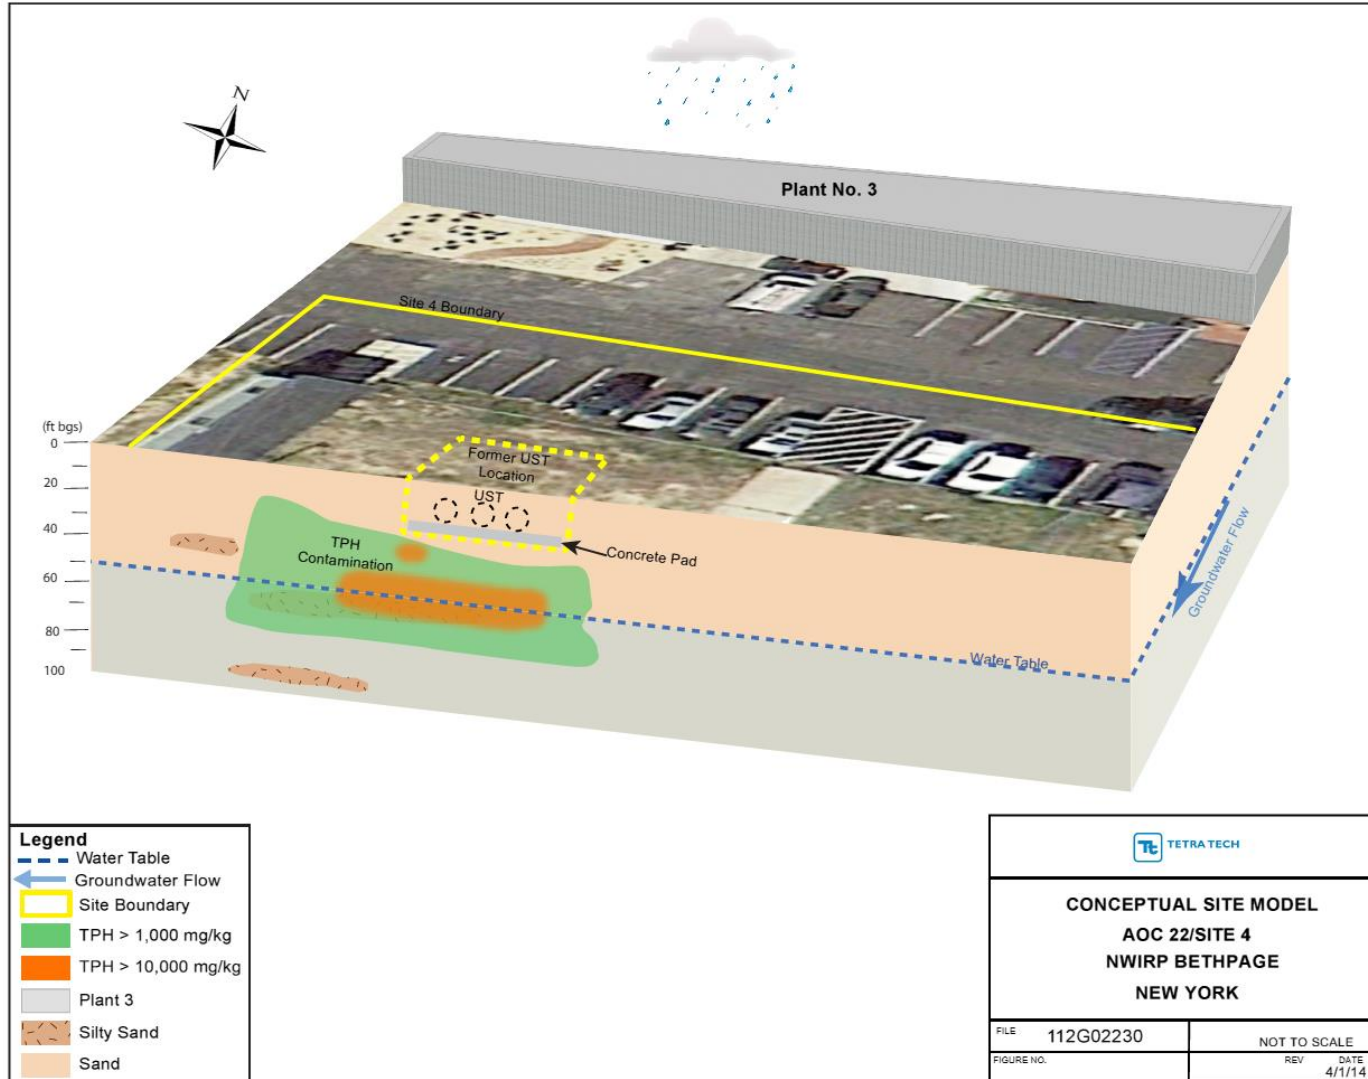 N
Plant No. 3
Site 4 Boundary
(ft bgs)
0
20
40
60
80
100
Former UST
Location
UST
TPH
Contamination
Concrete Pad
Groundwater Flow
Water Table
Legend
Water Table
Groundwater Flow
Site Boundary
TPH > 1,000 mg/kg
TPH > 10,000 mg/kg
Plant 3
Silty Sand
Sand
Tt TETRA TECH
CONCEPTUAL SITE MODEL
AOC 22/SITE 4
NWIRP BETHPAGE
NEW YORK
FILE 112G02230
NOT TO SCALE
FIGURE NO.
REV DATE
4/1/14